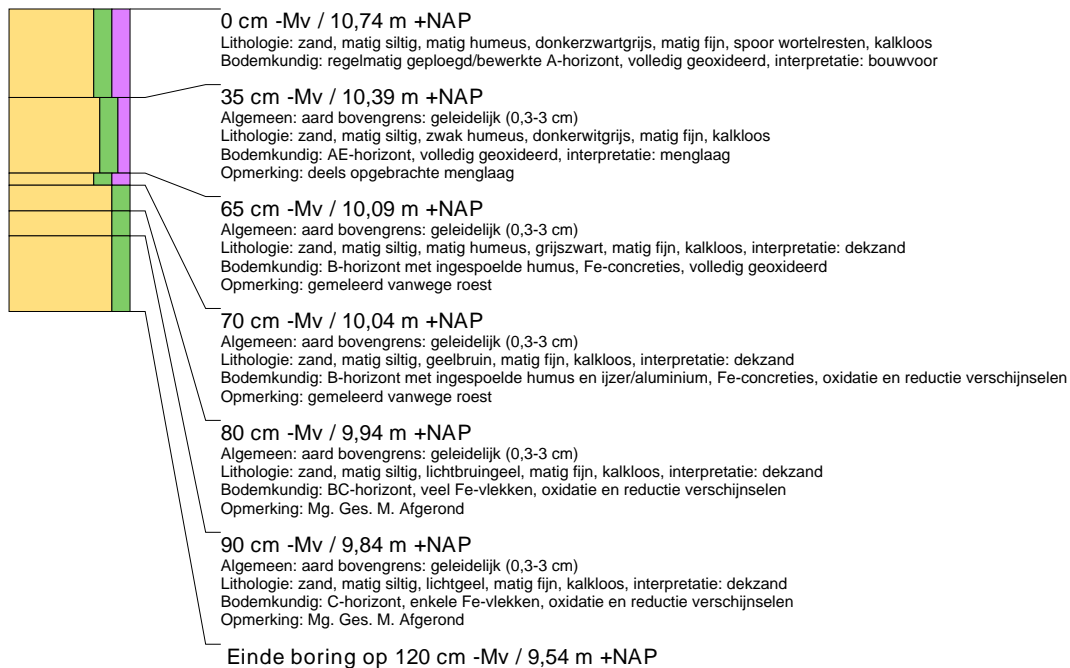 0 cm -Mv / 10,74 m +NAP
Lithologie: zand, matig siltig, matig humeus, donkerzwartgrijs, matig fijn, spoor wortelresten, kalkloos
Bodemkundig: regelmatig geploegd/bewerkte A-horizont, volledig geoxideerd, interpretatie: bouwvoor
35 cm -Mv / 10,39 m +NAP
Algemeen: aard bovengrens: geleidelijk (0,3-3 cm)
Lithologie: zand, matig siltig, zwak humeus, donkerwitgrijs, matig fijn, kalkloos
Bodemkundig: AE-horizont, volledig geoxideerd, interpretatie: menglaag
Opmerking: deels opgebrachte menglaag
65 cm -Mv / 10,09 m +NAP
Algemeen: aard bovengrens: geleidelijk (0,3-3 cm)
Lithologie: zand, matig siltig, matig humeus, grijszwart, matig fijn, kalkloos, interpretatie: dekzand
Bodemkundig: B-horizont met ingespoelde humus, Fe-concreties, volledig geoxideerd
Opmerking: gemeleerd vanwege roest
70 cm -Mv / 10,04 m +NAP
Algemeen: aard bovengrens: geleidelijk (0,3-3 cm)
Lithologie: zand, matig siltig, geelbruin, matig fijn, kalkloos, interpretatie: dekzand
Bodemkundig: B-horizont met ingespoelde humus en ijzer/aluminium, Fe-concreties, oxidatie en reductie verschijnselen
Opmerking: gemeleerd vanwege roest
80 cm -Mv / 9,94 m +NAP
Algemeen: aard bovengrens: geleidelijk (0,3-3 cm)
Lithologie: zand, matig siltig, lichtbruingeel, matig fijn, kalkloos, interpretatie: dekzand
Bodemkundig: BC-horizont, veel Fe-vlekken, oxidatie en reductie verschijnselen
Opmerking: Mg. Ges. M. Afgerond
90 cm -Mv / 9,84 m +NAP
Algemeen: aard bovengrens: geleidelijk (0,3-3 cm)
Lithologie: zand, matig siltig, lichtgeel, matig fijn, kalkloos, interpretatie: dekzand
Bodemkundig: C-horizont, enkele Fe-vlekken, oxidatie en reductie verschijnselen
Opmerking: Mg. Ges. M. Afgerond
Einde boring op 120 cm -Mv / 9,54 m +NAP